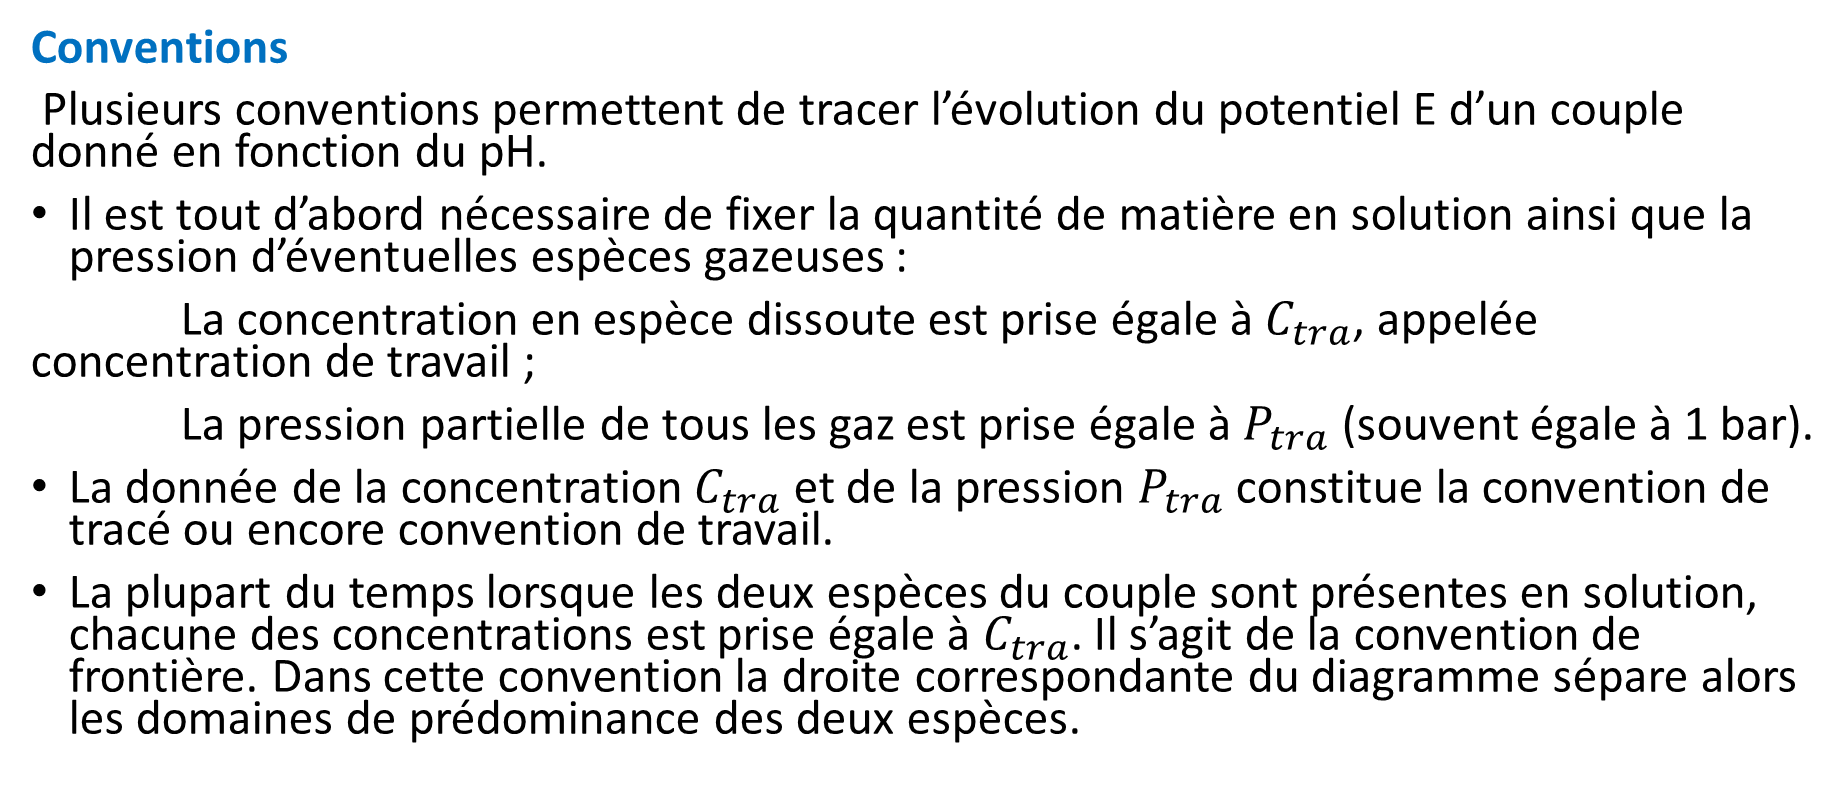 Conventions
Plusieurs conventions permettent de tracer l’évolution du potentiel E d’un couple
donné en fonction du pH.
• Il est tout d’abord nécessaire de fixer la quantité de matière en solution ainsi que la
pression d’éventuelles espèces gazeuses :
La concentration en espèce dissoute est prise égale à C_tra, appelée
concentration de travail ;
La pression partielle de tous les gaz est prise égale à P_tra (souvent égale à 1 bar).
• La donnée de la concentration C_tra et de la pression P_tra constitue la convention de
tracé ou encore convention de travail.
• La plupart du temps lorsque les deux espèces du couple sont présentes en solution,
chacune des concentrations est prise égale à C_tra. Il s’agit de la convention de
frontière. Dans cette convention la droite correspondante du diagramme sépare alors
les domaines de prédominance des deux espèces.